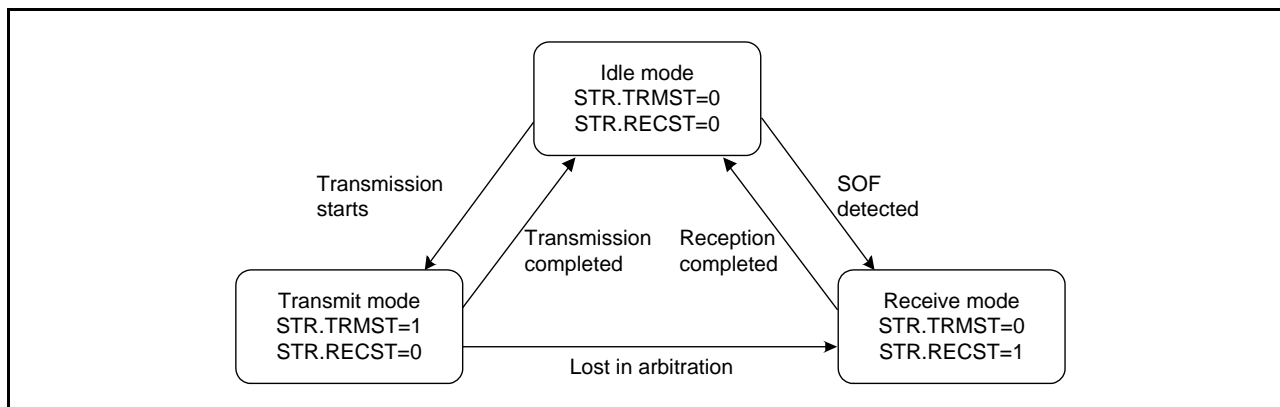 Idle mode
STR.TRMST=0
STR.RECST=0
Transmission
starts
SOF
detected
Transmission
completed
Reception
completed
Transmit mode
STR.TRMST=1
STR.RECST=0
Receive mode
STR.TRMST=0
STR.RECST=1
Lost in arbitration